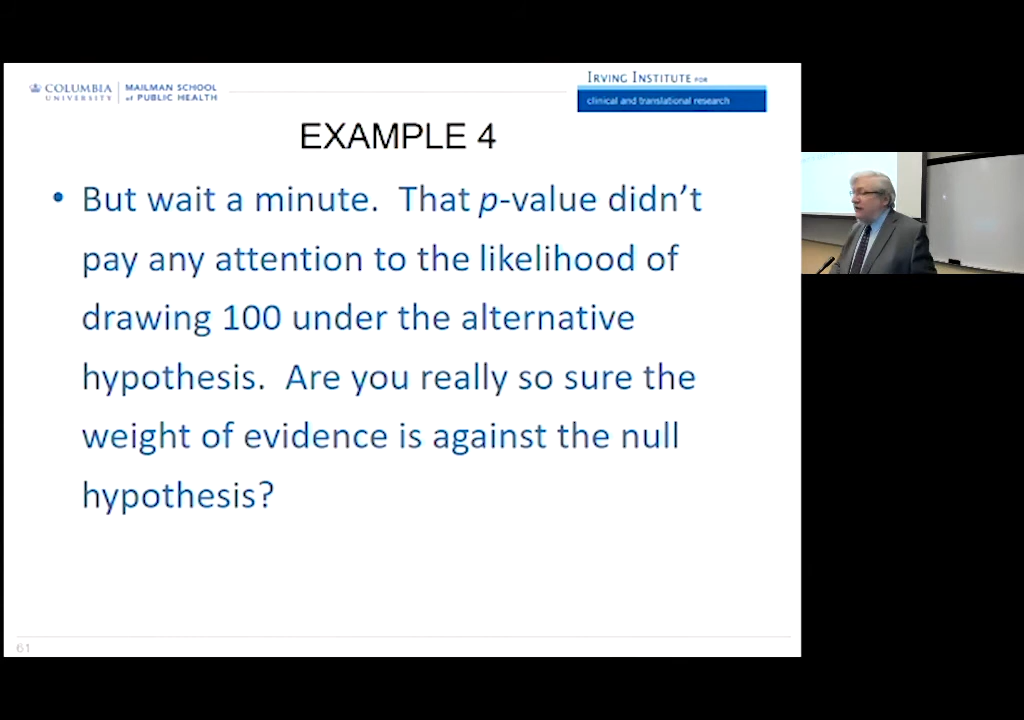 COLUMBIA UNIVERSITY
MAILMAN SCHOOL of PUBLIC HEALTH
IRVING INSTITUTE FOR
clinical and translational research
EXAMPLE 4
• But wait a minute. That p-value didn't
pay any attention to the likelihood of
drawing 100 under the alternative
hypothesis. Are you really so sure the
weight of evidence is against the null
hypothesis?
61